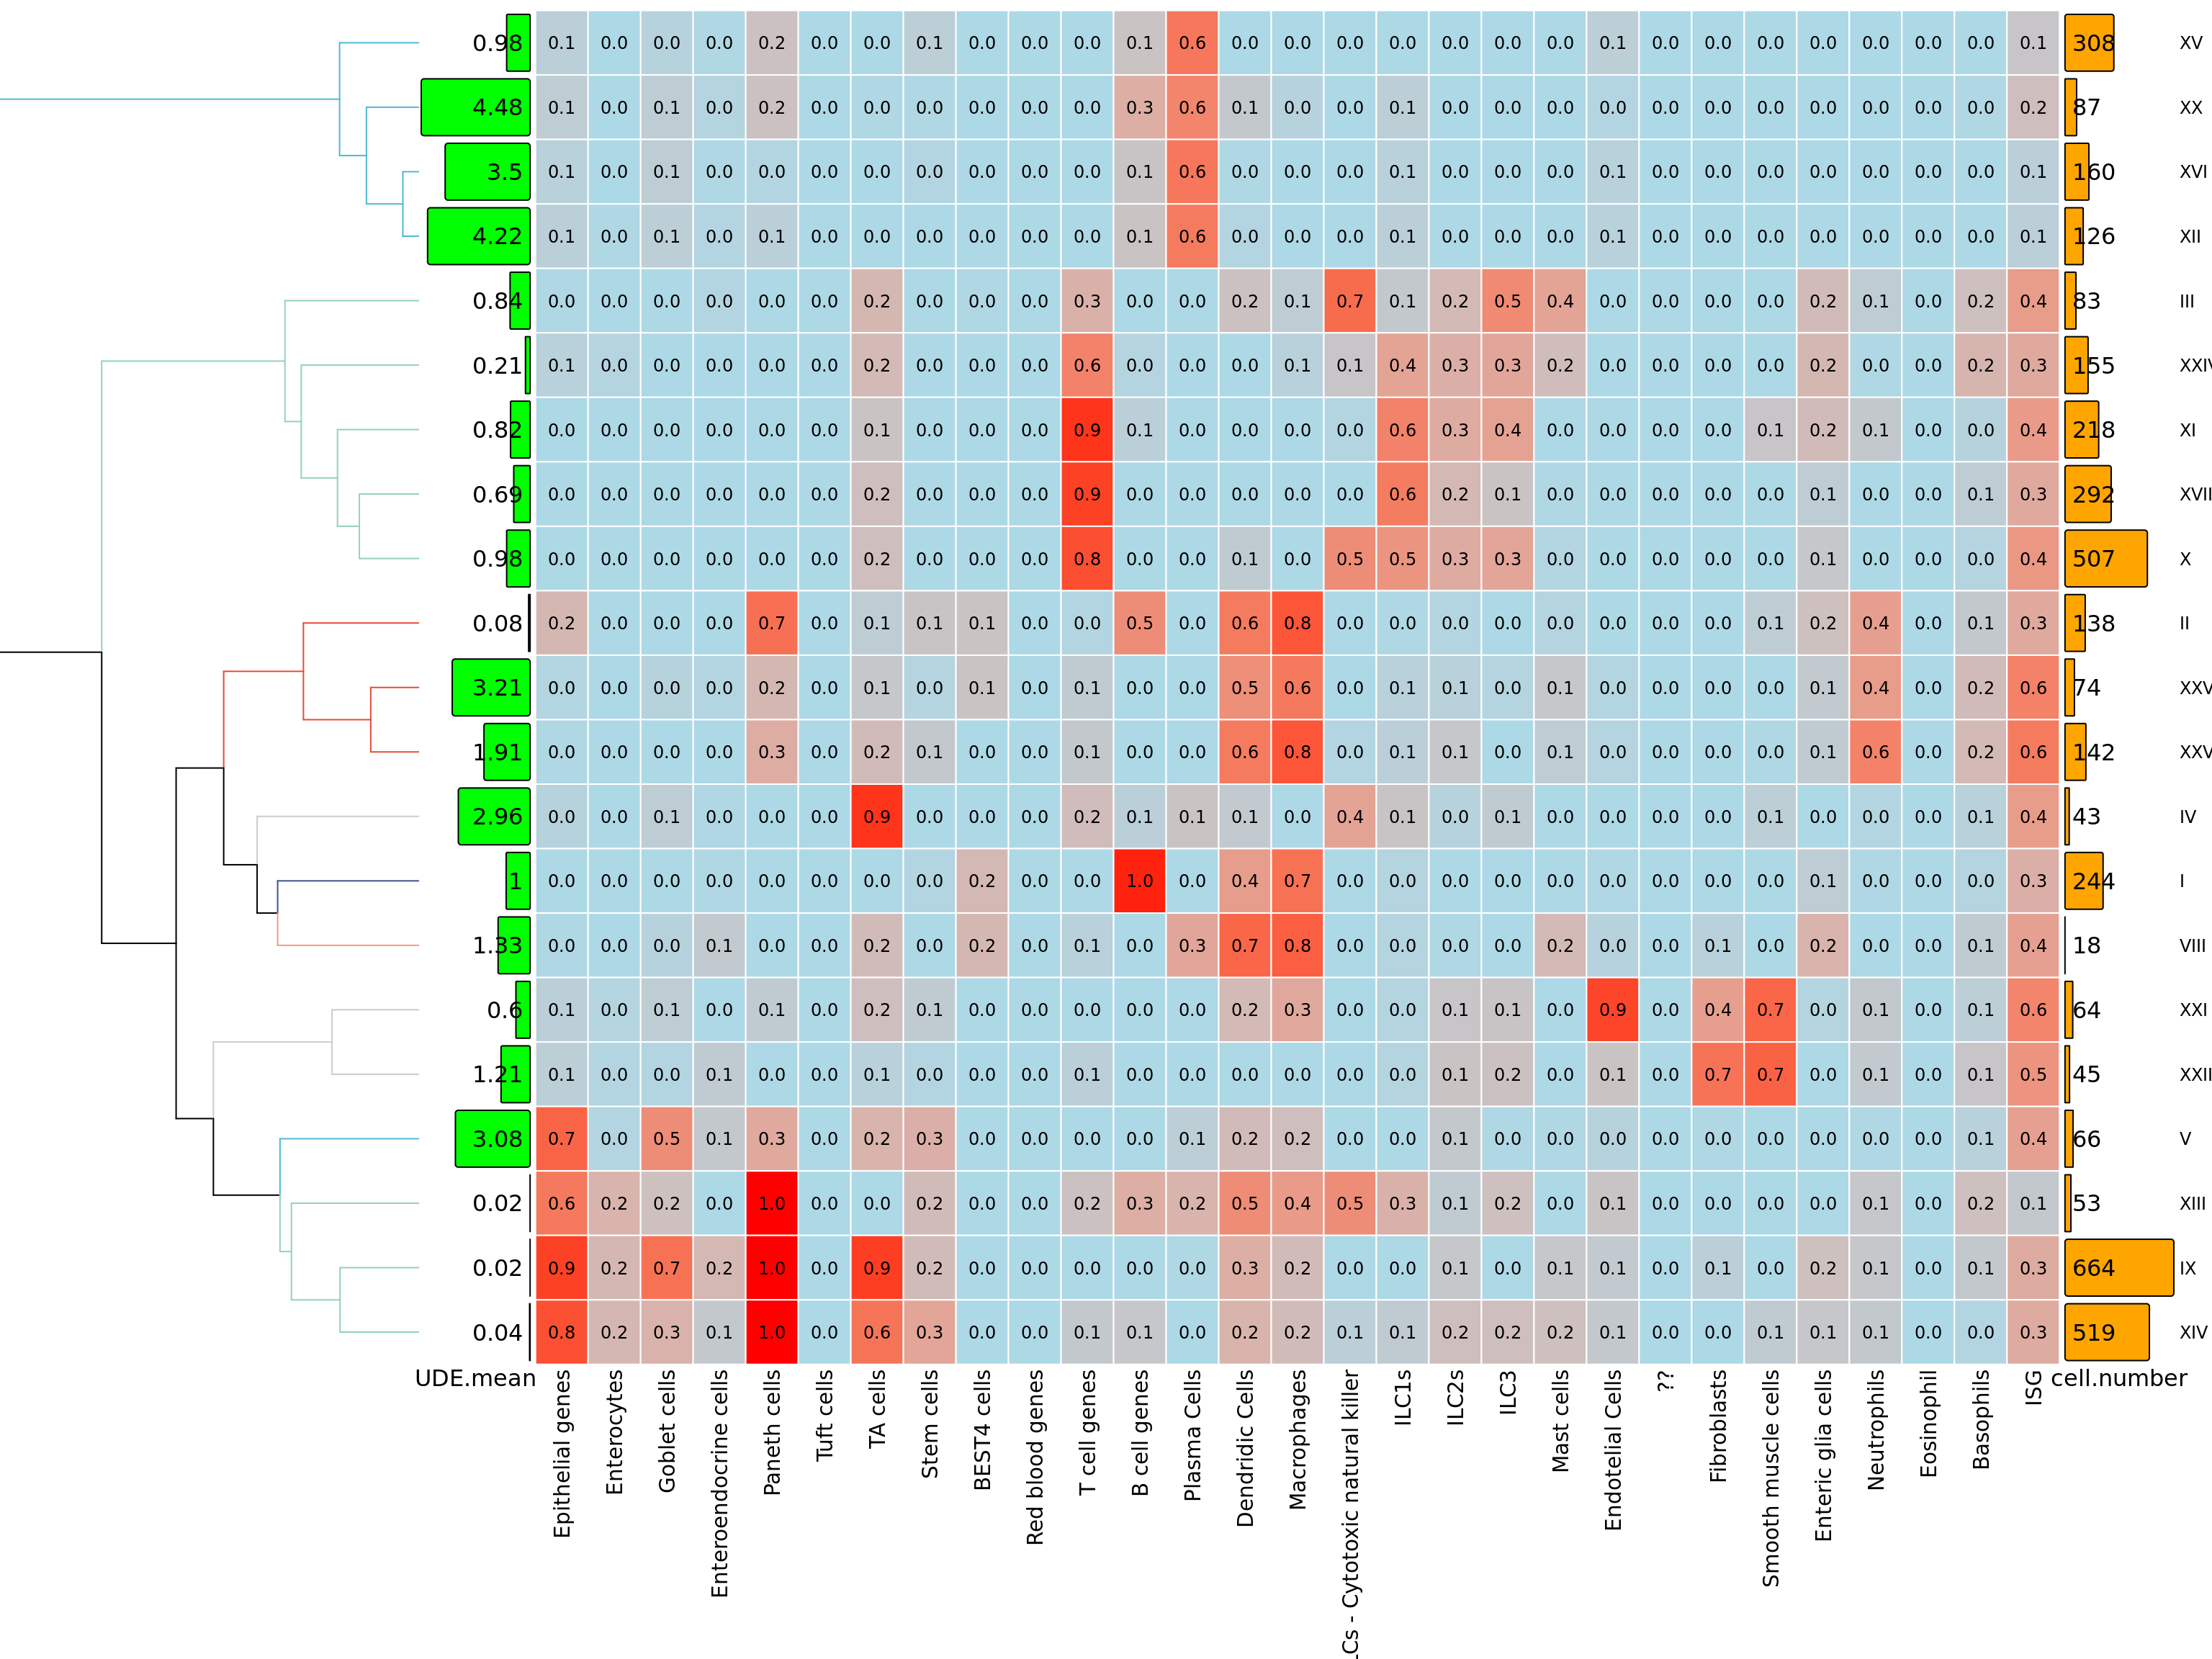 0.98 0.1 0.0 0.0 0.0 0.2 0.0 0.0 0.1 0.0 0.0 0.0 0.1 0.6 0.0 0.0 0.0 0.0 0.0 0.0 0.0 0.1 0.0 0.0 0.0 0.0 0.0 0.0 0.0 0.1 308 XV
4.48 0.1 0.0 0.1 0.0 0.2 0.0 0.0 0.0 0.0 0.0 0.0 0.3 0.6 0.1 0.0 0.0 0.1 0.0 0.0 0.0 0.0 0.0 0.0 0.0 0.0 0.0 0.0 0.0 0.2 87 XX
3.5 0.1 0.0 0.1 0.0 0.0 0.0 0.0 0.0 0.0 0.0 0.0 0.1 0.6 0.0 0.0 0.0 0.1 0.0 0.0 0.0 0.1 0.0 0.0 0.0 0.0 0.0 0.0 0.0 0.1 160 XVI
4.22 0.1 0.0 0.1 0.0 0.1 0.0 0.0 0.0 0.0 0.0 0.0 0.1 0.6 0.0 0.0 0.0 0.1 0.0 0.0 0.0 0.1 0.0 0.0 0.0 0.0 0.0 0.0 0.0 0.1 126 XII
0.84 0.0 0.0 0.0 0.0 0.0 0.0 0.2 0.0 0.0 0.0 0.3 0.0 0.0 0.2 0.1 0.7 0.1 0.2 0.5 0.4 0.0 0.0 0.0 0.0 0.2 0.1 0.0 0.2 0.4 83 III
0.21 0.1 0.0 0.0 0.0 0.0 0.0 0.2 0.0 0.0 0.0 0.6 0.0 0.0 0.0 0.1 0.1 0.4 0.3 0.3 0.2 0.0 0.0 0.0 0.0 0.2 0.0 0.0 0.2 0.3 155 XXIV
0.82 0.0 0.0 0.0 0.0 0.0 0.0 0.1 0.0 0.0 0.0 0.9 0.1 0.0 0.0 0.0 0.0 0.6 0.3 0.4 0.0 0.0 0.0 0.0 0.1 0.2 0.1 0.0 0.0 0.4 218 XI
0.69 0.0 0.0 0.0 0.0 0.0 0.0 0.2 0.0 0.0 0.0 0.9 0.0 0.0 0.0 0.0 0.0 0.6 0.2 0.1 0.0 0.0 0.0 0.0 0.0 0.1 0.0 0.0 0.1 0.3 292 XVII
0.98 0.0 0.0 0.0 0.0 0.0 0.0 0.2 0.0 0.0 0.0 0.8 0.0 0.0 0.1 0.0 0.5 0.5 0.3 0.3 0.0 0.0 0.0 0.0 0.0 0.1 0.0 0.0 0.0 0.4 507 X
0.08 0.2 0.0 0.0 0.0 0.7 0.0 0.1 0.1 0.1 0.0 0.0 0.5 0.0 0.6 0.8 0.0 0.0 0.0 0.0 0.0 0.0 0.0 0.0 0.1 0.2 0.4 0.0 0.1 0.3 138 II
3.21 0.0 0.0 0.0 0.0 0.2 0.0 0.1 0.0 0.1 0.0 0.1 0.0 0.0 0.5 0.6 0.0 0.1 0.1 0.0 0.1 0.0 0.0 0.0 0.0 0.1 0.4 0.0 0.2 0.6 74 XXV
1.91 0.0 0.0 0.0 0.0 0.3 0.0 0.2 0.1 0.0 0.0 0.1 0.0 0.0 0.6 0.8 0.0 0.1 0.1 0.0 0.1 0.0 0.0 0.0 0.0 0.1 0.6 0.0 0.2 0.6 142 XXV
2.96 0.0 0.0 0.1 0.0 0.0 0.0 0.9 0.0 0.0 0.0 0.2 0.1 0.1 0.1 0.0 0.4 0.1 0.0 0.1 0.0 0.0 0.0 0.0 0.1 0.0 0.0 0.0 0.1 0.4 43 IV
1 0.0 0.0 0.0 0.0 0.0 0.0 0.0 0.0 0.2 0.0 0.0 1.0 0.0 0.4 0.7 0.0 0.0 0.0 0.0 0.0 0.0 0.0 0.0 0.0 0.1 0.0 0.0 0.0 0.3 244 I
1.33 0.0 0.0 0.0 0.1 0.0 0.0 0.2 0.0 0.2 0.0 0.1 0.0 0.3 0.7 0.8 0.0 0.0 0.0 0.0 0.2 0.0 0.0 0.1 0.0 0.2 0.0 0.0 0.1 0.4 18 VIII
0.6 0.1 0.0 0.1 0.0 0.1 0.0 0.2 0.1 0.0 0.0 0.0 0.0 0.0 0.2 0.3 0.0 0.0 0.1 0.1 0.0 0.9 0.0 0.4 0.7 0.0 0.1 0.0 0.1 0.6 64 XXI
1.21 0.1 0.0 0.0 0.1 0.0 0.0 0.1 0.0 0.0 0.0 0.1 0.0 0.0 0.0 0.0 0.0 0.0 0.1 0.2 0.0 0.1 0.0 0.7 0.7 0.0 0.1 0.0 0.1 0.5 45 XXII
3.08 0.7 0.0 0.5 0.1 0.3 0.0 0.2 0.3 0.0 0.0 0.0 0.0 0.1 0.2 0.2 0.0 0.0 0.1 0.0 0.0 0.0 0.0 0.0 0.0 0.0 0.0 0.0 0.1 0.4 66 V
0.02 0.6 0.2 0.2 0.0 1.0 0.0 0.0 0.2 0.0 0.0 0.2 0.3 0.2 0.5 0.4 0.5 0.3 0.1 0.2 0.0 0.1 0.0 0.0 0.0 0.0 0.1 0.0 0.2 0.1 53 XIII
0.02 0.9 0.2 0.7 0.2 1.0 0.0 0.9 0.2 0.0 0.0 0.0 0.0 0.0 0.3 0.2 0.0 0.0 0.1 0.0 0.1 0.1 0.0 0.1 0.0 0.2 0.1 0.0 0.1 0.3 664 IX
0.04 0.8 0.2 0.3 0.1 1.0 0.0 0.6 0.3 0.0 0.0 0.1 0.1 0.0 0.2 0.2 0.1 0.1 0.2 0.2 0.2 0.1 0.0 0.0 0.1 0.1 0.1 0.0 0.0 0.3 519 XIV
UDE.mean
Epithelial genes
Enterocytes
Goblet cells
Enteroendocrine cells
Paneth cells
Tuft cells
TA cells
Stem cells
BEST4 cells
Red blood genes
T cell genes
B cell genes
Plasma Cells
Dendridic Cells
Macrophages
Cs - Cytotoxic natural killer
ILC1s
ILC2s
ILC3
Mast cells
Endotelial Cells
??
Fibroblasts
Smooth muscle cells
Enteric glia cells
Neutrophils
Eosinophil
Basophils
ISG
cell.number